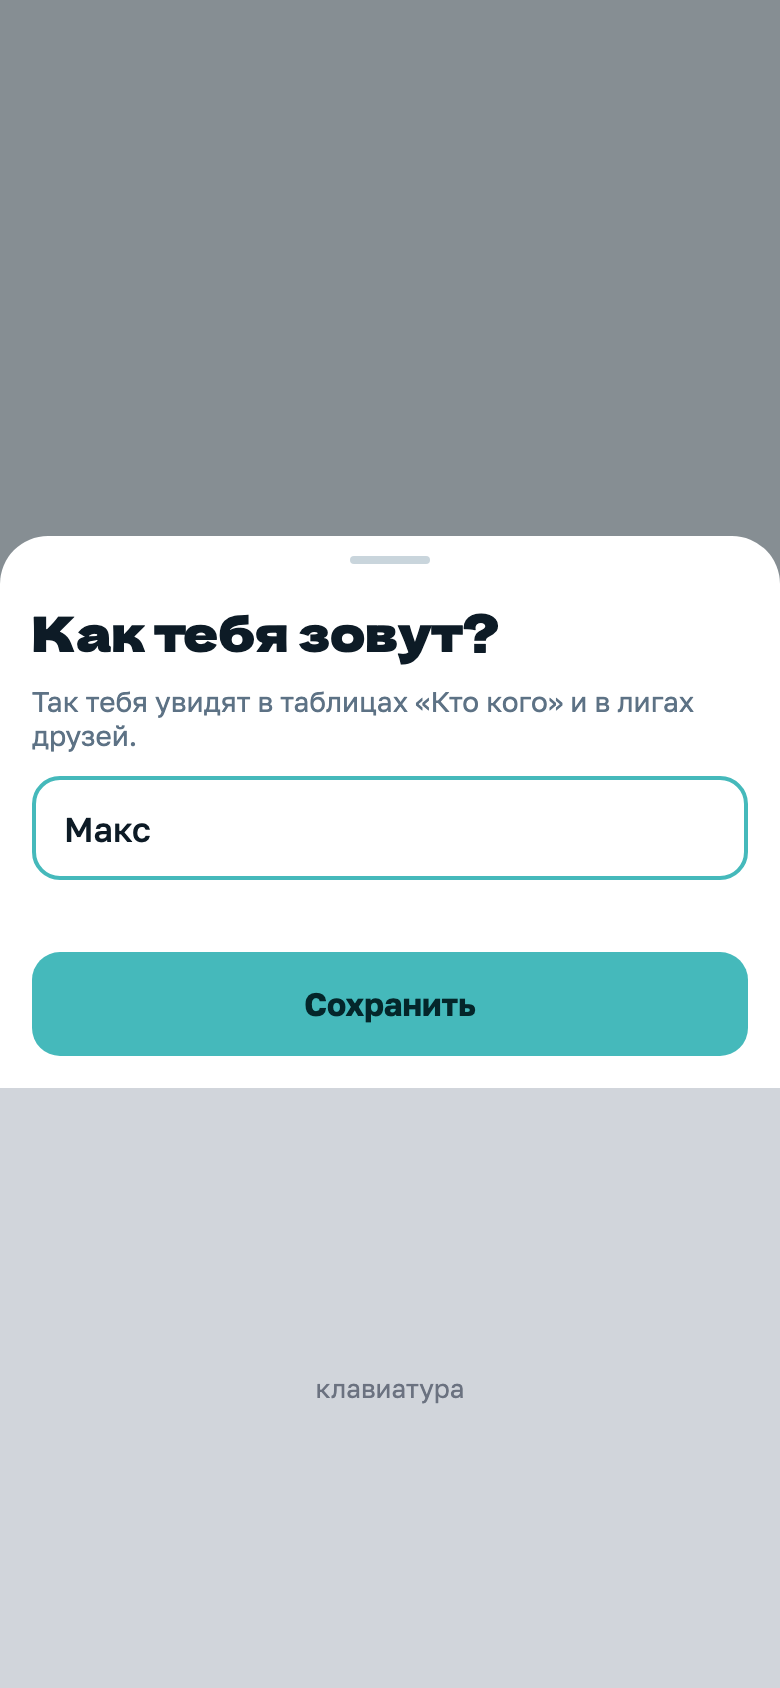 Как тебя зовут?
Так тебя увидят в таблицах «Кто кого» и в лигах
друзей.
Макс
Сохранить
клавиатура